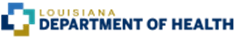 LOUISIANA
DEPARTMENT OF HEALTH